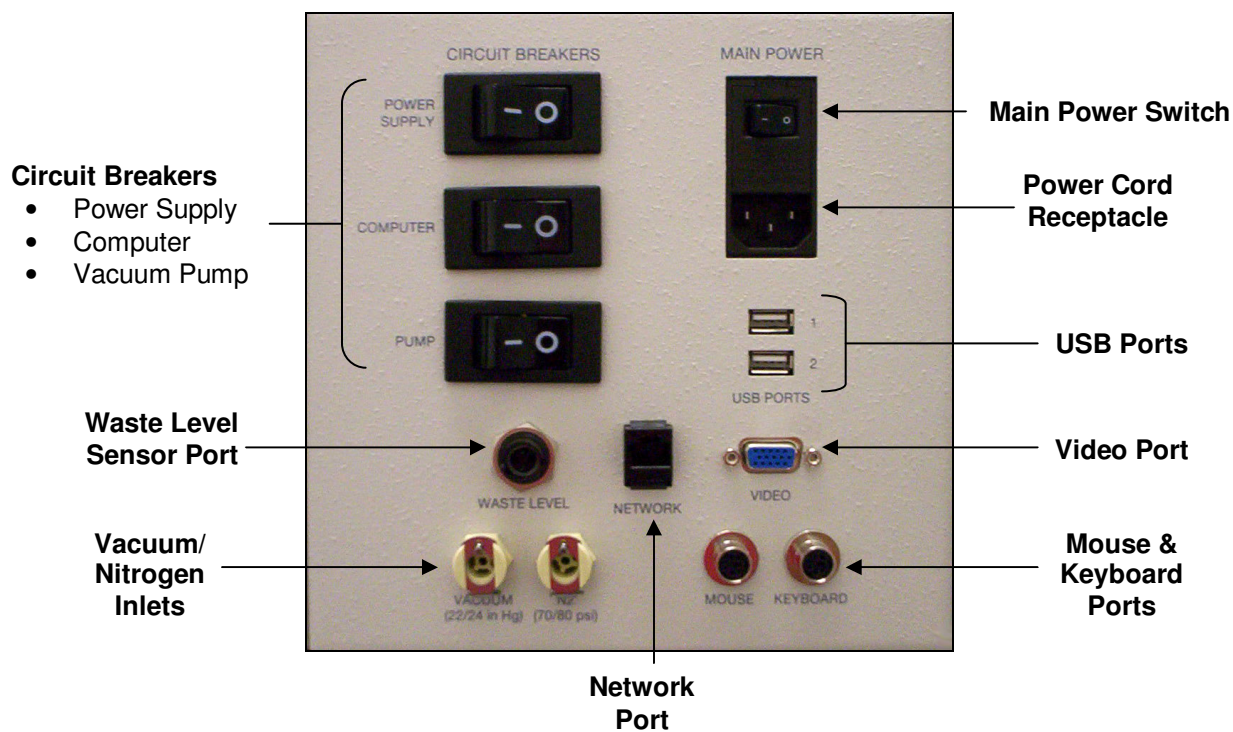 CIRCUIT BREAKERS
MAIN POWER
POWER
SUPPLY
Main Power Switch
Circuit Breakers
• Power Supply
• Computer
• Vacuum Pump
Power Cord
Receptacle
COMPUTER
PUMP
1
2
USB PORTS
USB Ports
Waste Level
Sensor Port
WASTE LEVEL
NETWORK
VIDEO
Video Port
Vacuum/
Nitrogen
Inlets
VACUUM
(22/24 in Hg)
N2
(70/80 psi)
MOUSE
KEYBOARD
Mouse &
Keyboard
Ports
Network
Port